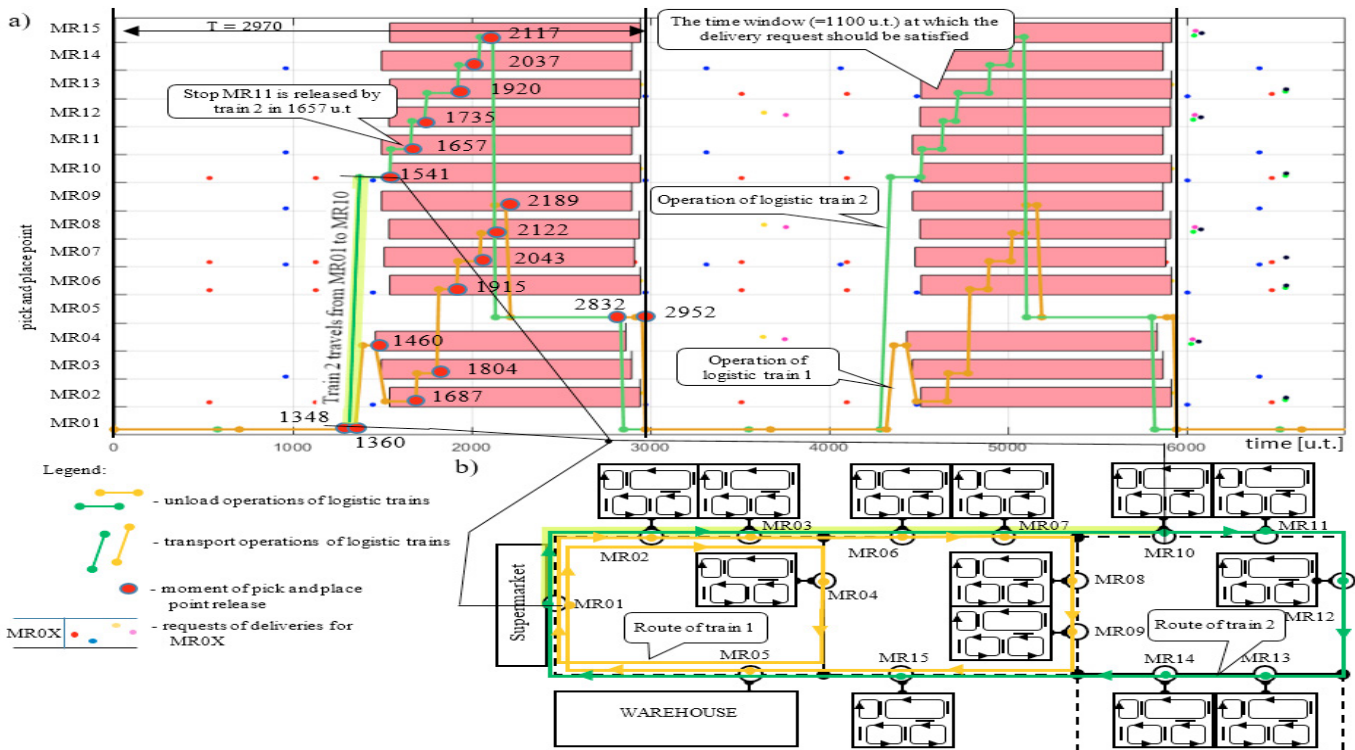 a)
T = 2970
MR15
MR14
MR13
MR12
MR11
MR10
MR09
MR08
MR07
MR06
MR05
MR04
MR03
MR02
MR01
pick and place point
2117
2037
1920
1735
1657
1541
2189
2122
2043
1915
2832
2952
1460
1804
1687
1348
1360
The time window (=1100 u.t.) at which the
delivery request should be satisfied
Stop MR11 is released by
train 2 in 1657 u.t
Train 2 travels from MR01 to MR10
Operation of logistic train 2
Operation of
logistic train 1
0
1000
2000
3000
4000
5000
6000
time [u.t.]
Legend:
- unload operations of logistic trains
- transport operations of logistic trains
- moment of pick and place
point release
MR0X
- requests of deliveries for
MR0X
b)
Supermarket
MR01
MR02
MR03
MR04
MR05
MR06
MR07
MR08
MR09
MR10
MR11
MR12
MR13
MR14
MR15
Route of train 1
Route of train 2
WAREHOUSE